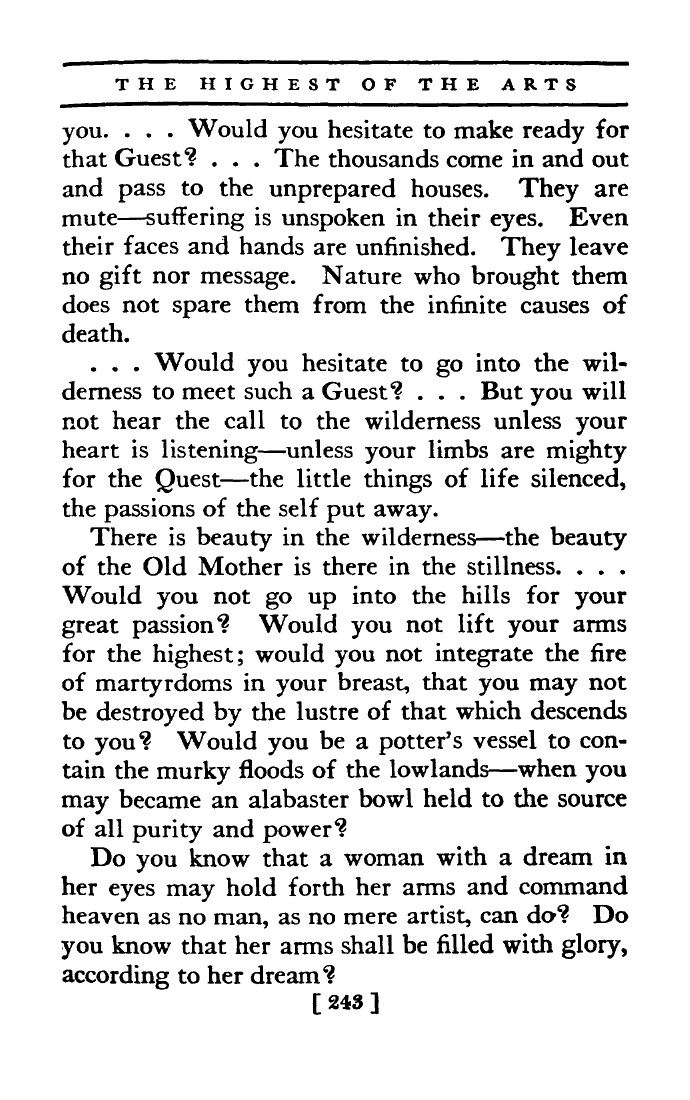 THE HIGHEST OF THE ARTS
you. . . . Would you hesitate to make ready for
that Guest? . . . The thousands come in and out
and pass to the unprepared houses. They are
mute—suffering is unspoken in their eyes. Even
their faces and hands are unfinished. They leave
no gift nor message. Nature who brought them
does not spare them from the infinite causes of
death.
. . . Would you hesitate to go into the wil-
derness to meet such a Guest? . . . But you will
not hear the call to the wilderness unless your
heart is listening—unless your limbs are mighty
for the Quest—the little things of life silenced,
the passions of the self put away.
There is beauty in the wilderness—the beauty
of the Old Mother is there in the stillness. . . .
Would you not go up into the hills for your
great passion? Would you not lift your arms
for the highest; would you not integrate the fire
of martyrdoms in your breast, that you may not
be destroyed by the lustre of that which descends
to you? Would you be a potter's vessel to con-
tain the murky floods of the lowlands—when you
may became an alabaster bowl held to the source
of all purity and power?
Do you know that a woman with a dream in
her eyes may hold forth her arms and command
heaven as no man, as no mere artist, can do? Do
you know that her arms shall be filled with glory,
according to her dream?
[ 243 ]